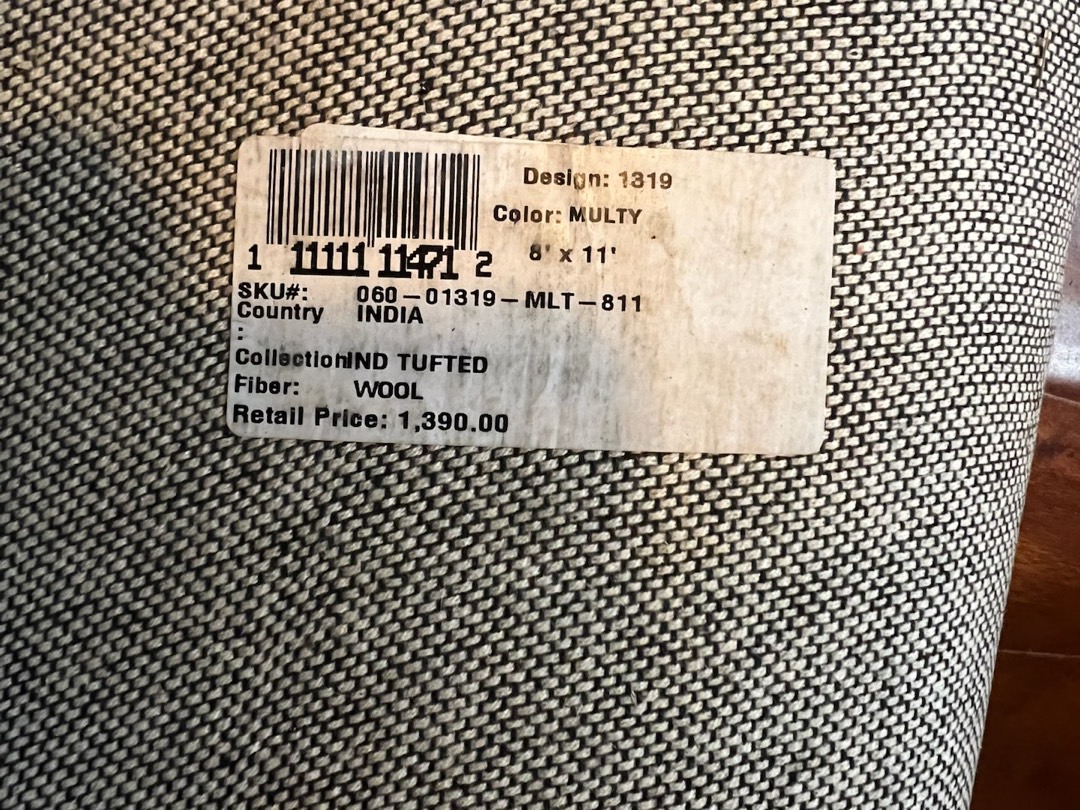 Design: 1319
Color: MULTY
8' x 11'
1 11111 11471 2
SKU#: 060-01319-MLT-811
Country INDIA
:
CollectionIND TUFTED
Fiber: WOOL
Retail Price: 1,390.00